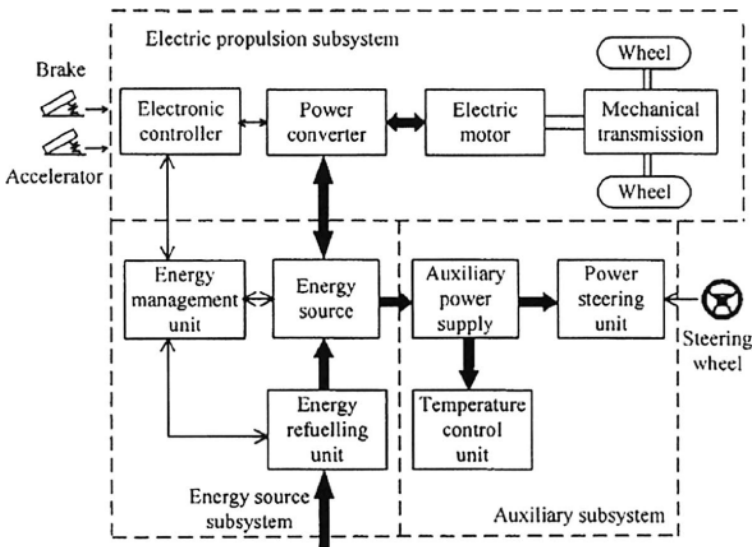 Electric propulsion subsystem
Wheel
Brake
Electronic
controller
Power
converter
Electric
motor
Mechanical
transmission
Accelerator
Wheel
Energy
management
unit
Energy
source
Auxiliary
power
supply
Power
steering
unit
Steering
wheel
Energy
refuelling
unit
Temperature
control
unit
Energy source
subsystem
Auxiliary subsystem